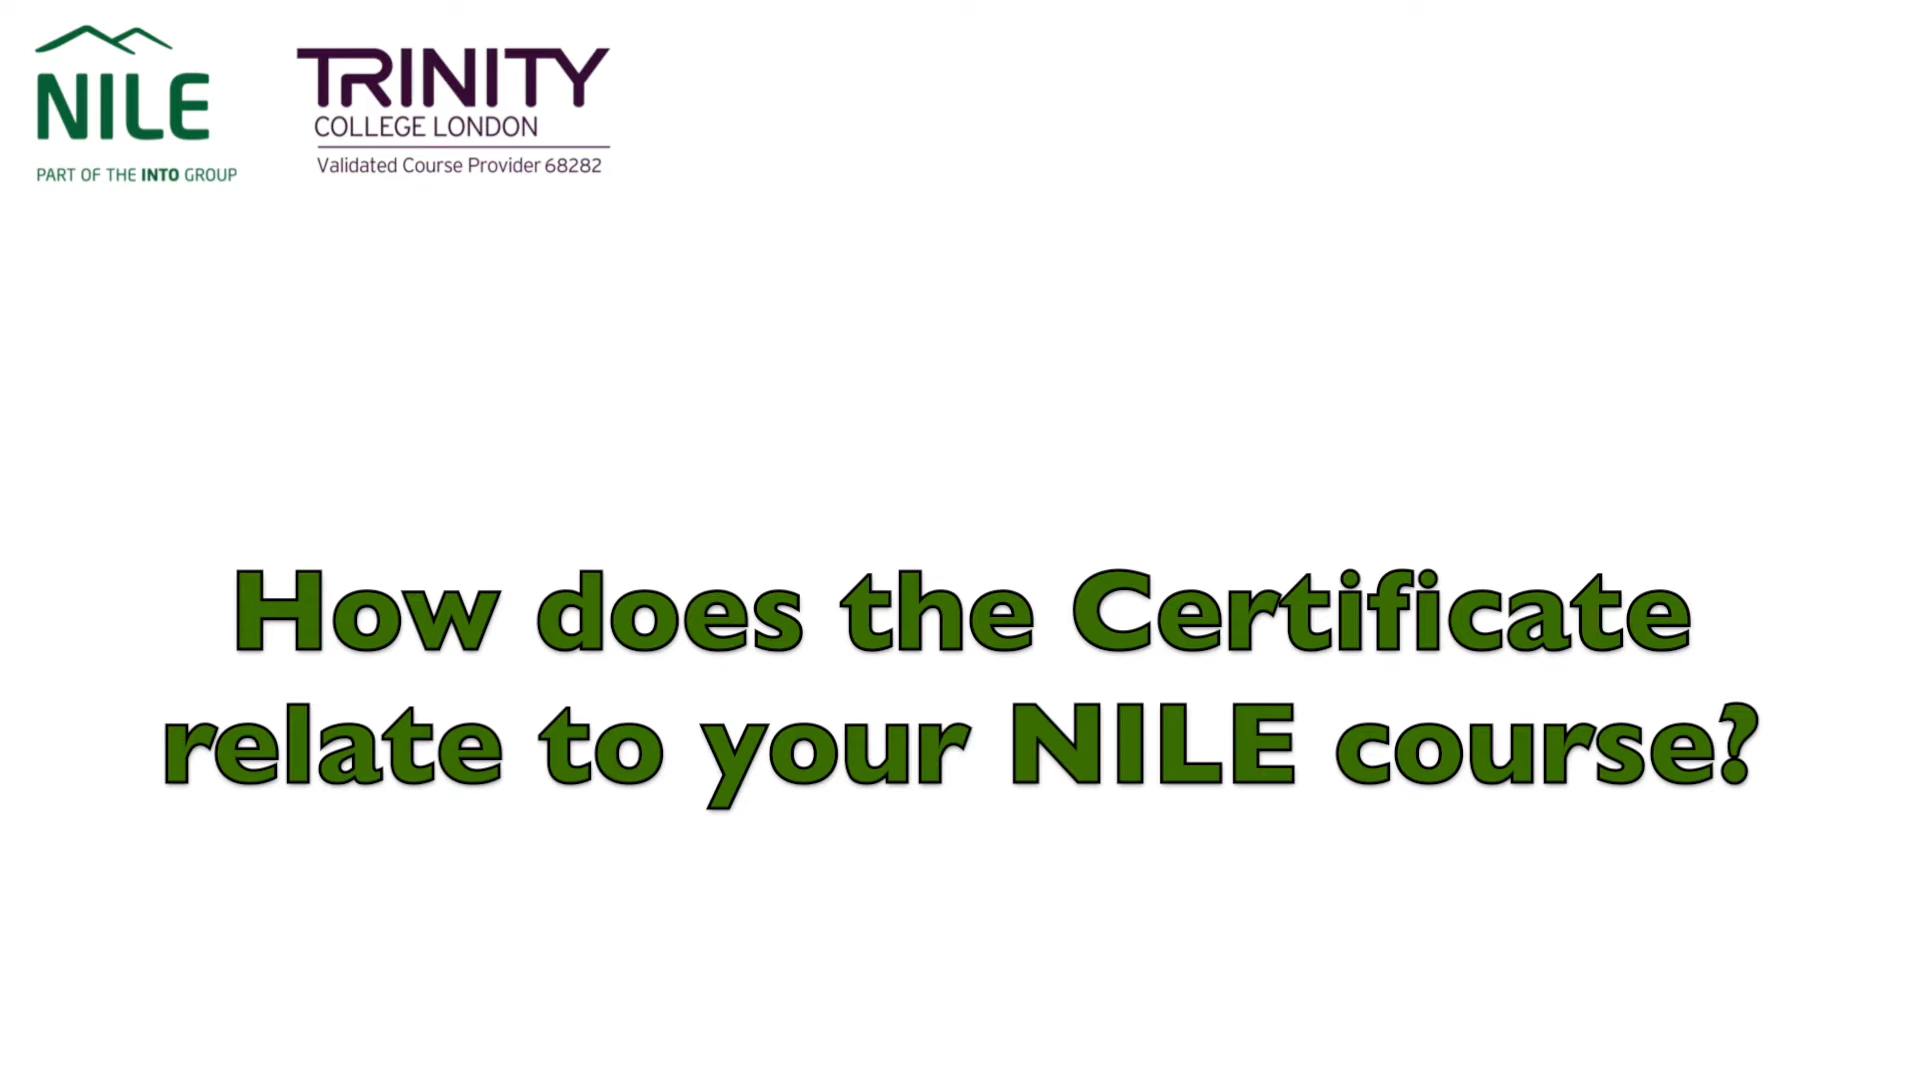 NILE
PART OF THE INTO GROUP
TRINITY
COLLEGE LONDON
Validated Course Provider 68282
How does the Certificate
relate to your NILE course?